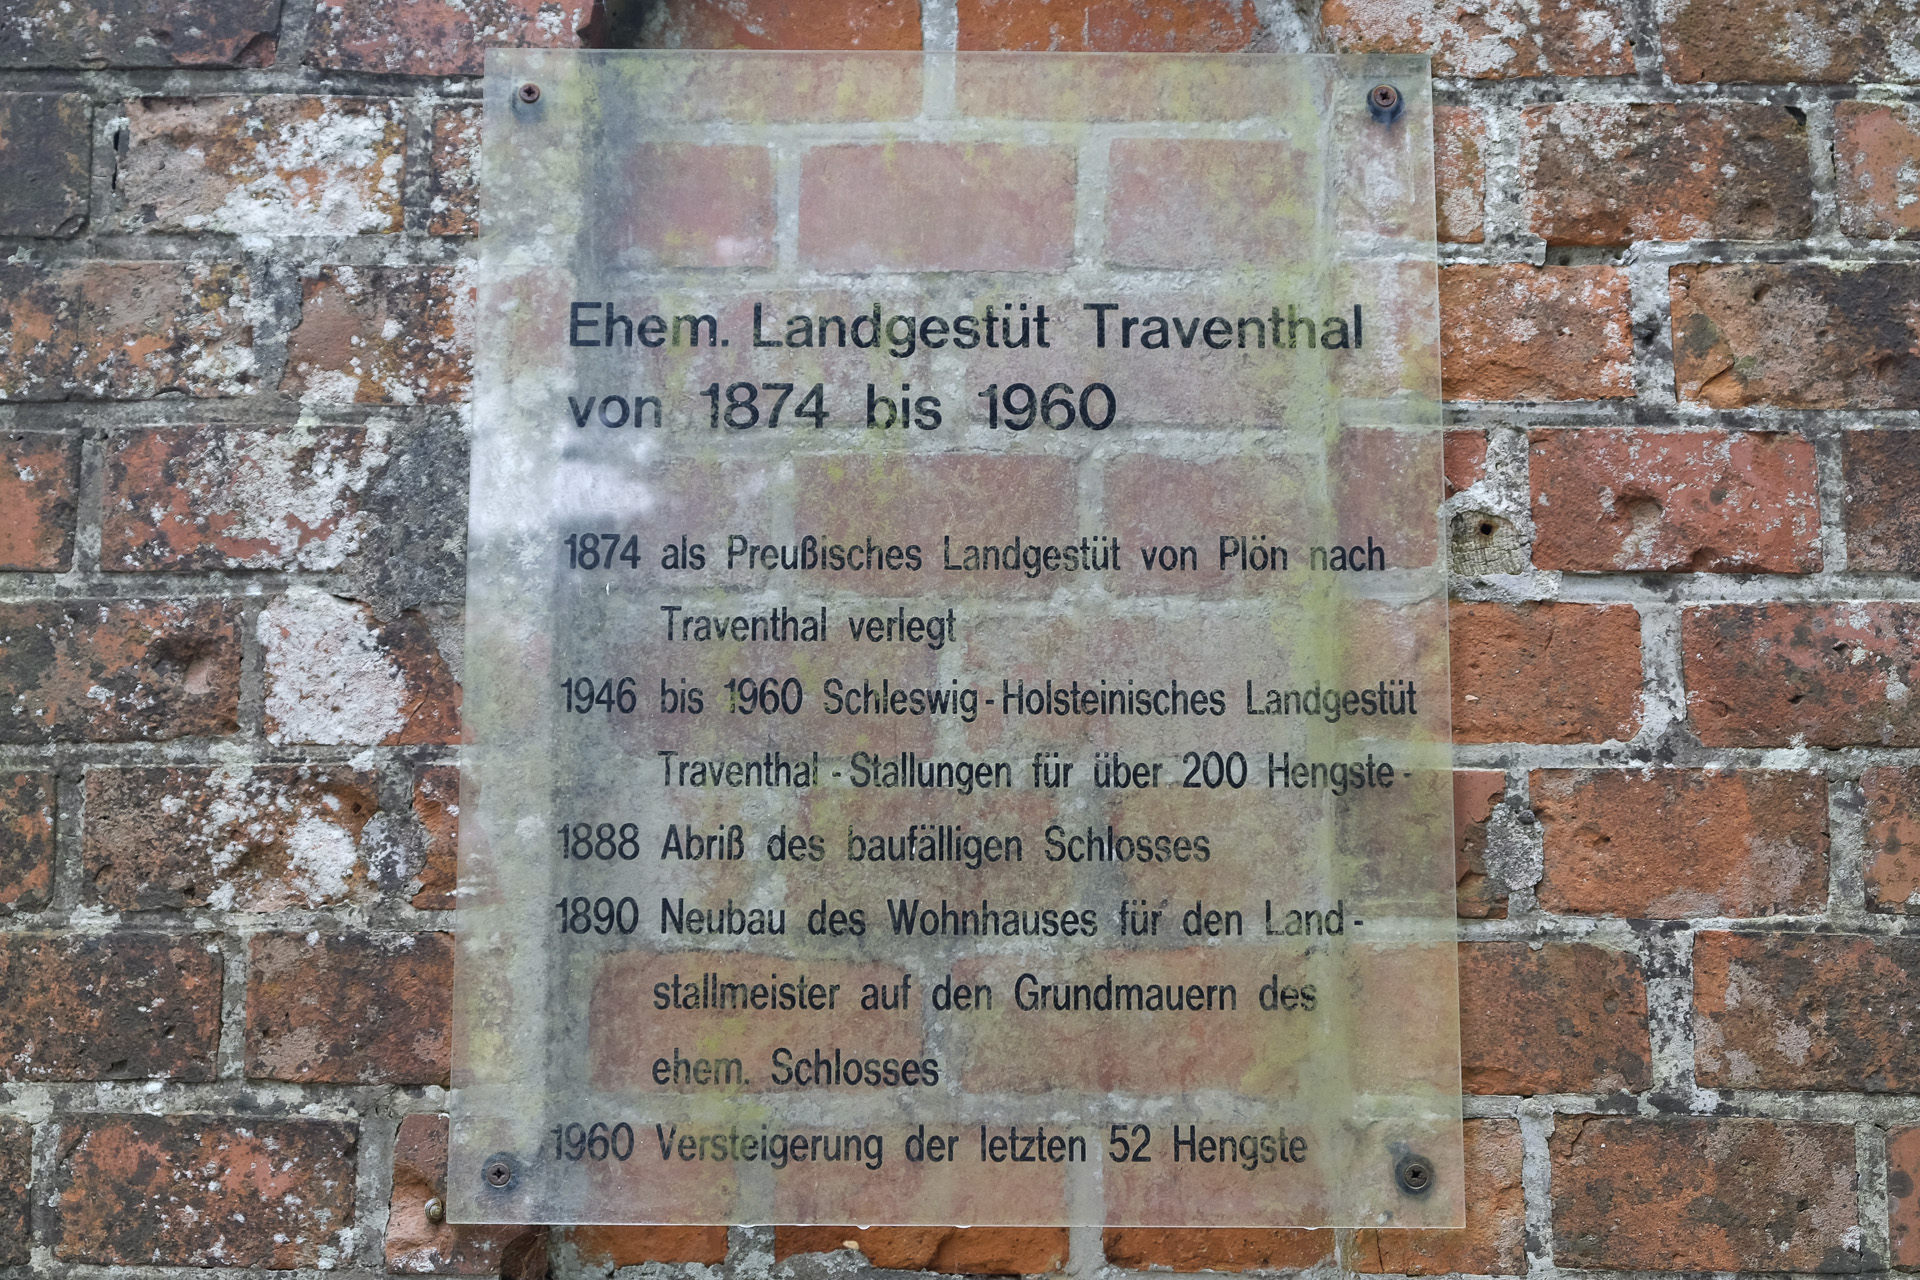 Ehem. Landgestüt Traventhal
von 1874 bis 1960
1874 als Preußisches Landgestüt von Plön nach
Traventhal verlegt
1946 bis 1960 Schleswig-Holsteinisches Landgestüt
Traventhal - Stallungen für über 200 Hengste -
1888 Abriß des baufälligen Schlosses
1890 Neubau des Wohnhauses für den Land-
stallmeister auf den Grundmauern des
ehem. Schlosses
1960 Versteigerung der letzten 52 Hengste